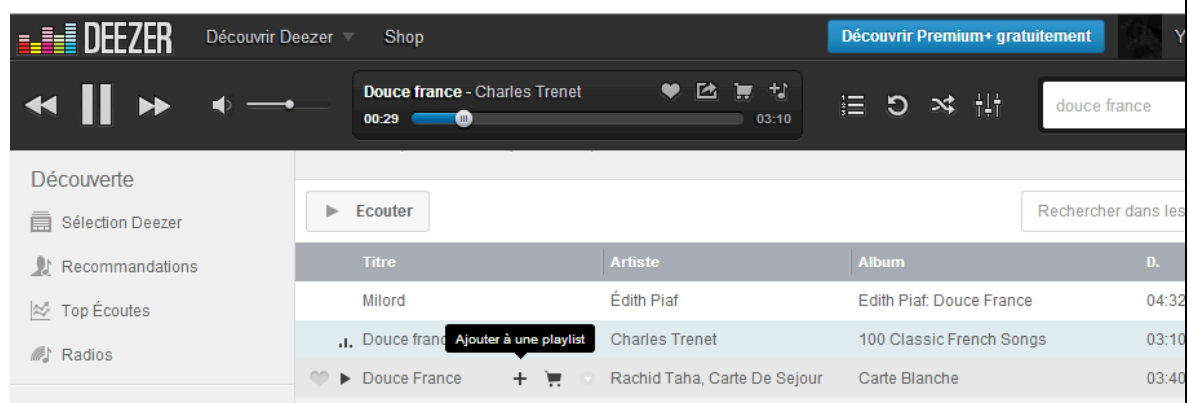 DEEZER Découvrir Deezer Shop Découvrir Premium+ gratuitement Y
Douce france - Charles Trenet
00:29 03:10
douce france
Découverte
Sélection Deezer
Recommandations
Top Écoutes
Radios
Ecouter Rechercher dans les
Titre Artiste Album D.
Milord Édith Piaf Edith Piaf: Douce France 04:32
Douce franc Ajouter à une playlist Charles Trenet 100 Classic French Songs 03:10
Douce France Rachid Taha, Carte De Sejour Carte Blanche 03:40